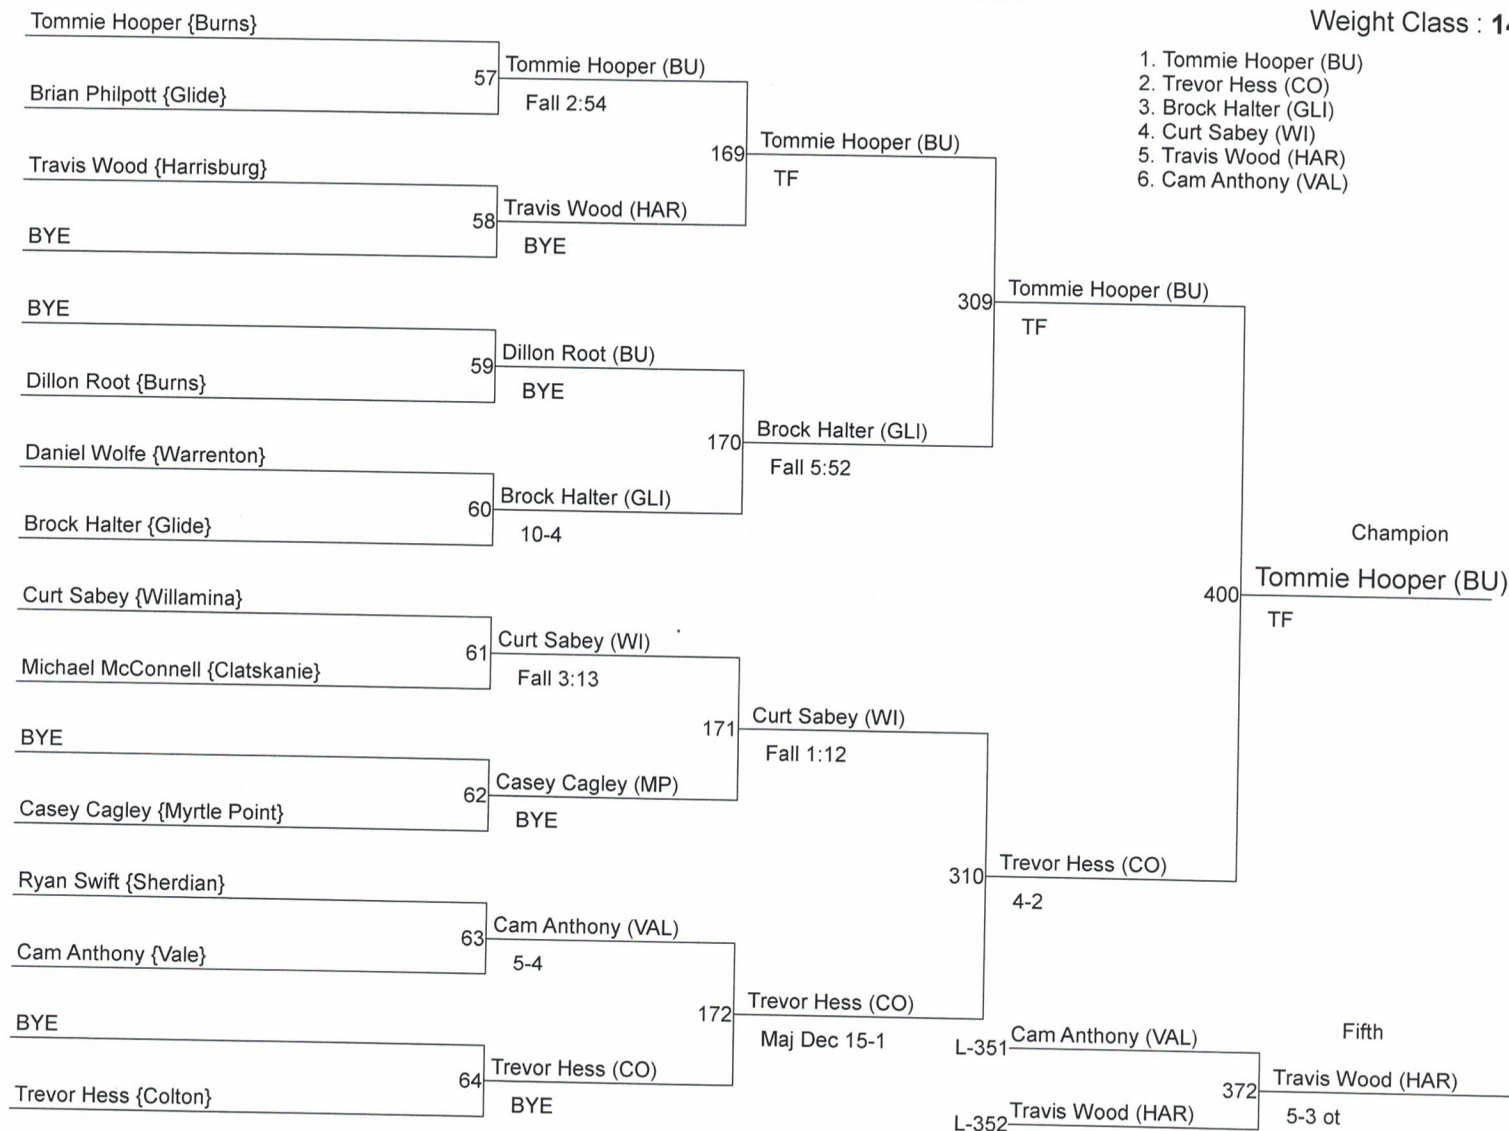 Weight Class :
1. Tommie Hooper (BU)
2. Trevor Hess (CO)
3. Brock Halter (GLI)
4. Curt Sabey (WI)
5. Travis Wood (HAR)
6. Cam Anthony (VAL)
Tommie Hooper {Burns}
57
Tommie Hooper (BU)
Fall 2:54
Brian Philpott {Glide}
169
Tommie Hooper (BU)
TF
Travis Wood {Harrisburg}
58
Travis Wood (HAR)
BYE
BYE
309
Tommie Hooper (BU)
TF
BYE
59
Dillon Root (BU)
BYE
Dillon Root {Burns}
170
Brock Halter (GLI)
Fall 5:52
Daniel Wolfe {Warrenton}
60
Brock Halter (GLI)
10-4
Brock Halter {Glide}
Champion
400
Tommie Hooper (BU)
TF
Curt Sabey {Willamina}
61
Curt Sabey (WI)
Fall 3:13
Michael McConnell {Clatskanie}
171
Curt Sabey (WI)
Fall 1:12
BYE
62
Casey Cagley (MP)
BYE
Casey Cagley {Myrtle Point}
310
Trevor Hess (CO)
4-2
Ryan Swift {Sherdian}
63
Cam Anthony (VAL)
5-4
Cam Anthony {Vale}
172
Trevor Hess (CO)
Maj Dec 15-1
BYE
64
Trevor Hess (CO)
BYE
Trevor Hess {Colton}
L-351
Cam Anthony (VAL)
Fifth
372
Travis Wood (HAR)
5-3 ot
L-352
Travis Wood (HAR)